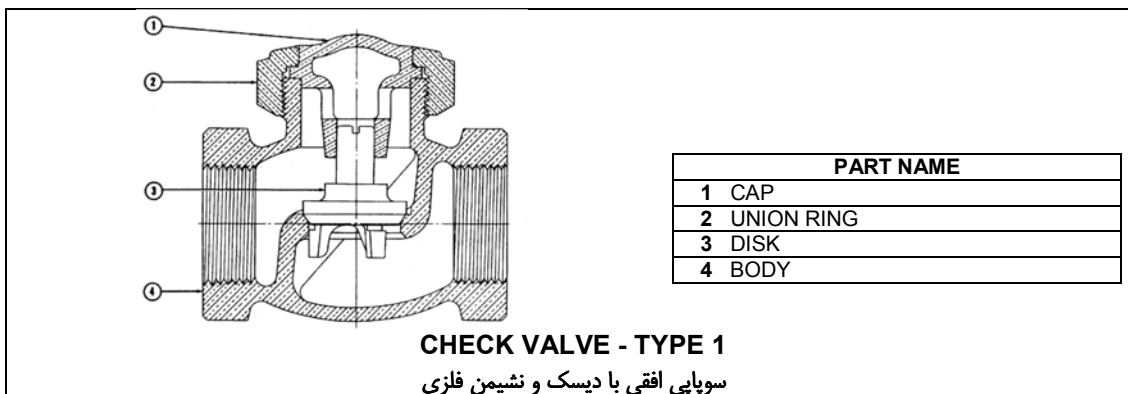 1
2
3
4
PART NAME
1 CAP
2 UNION RING
3 DISK
4 BODY
CHECK VALVE - TYPE 1
سوپاپی افقی با دیسک و نشیمن فلزی